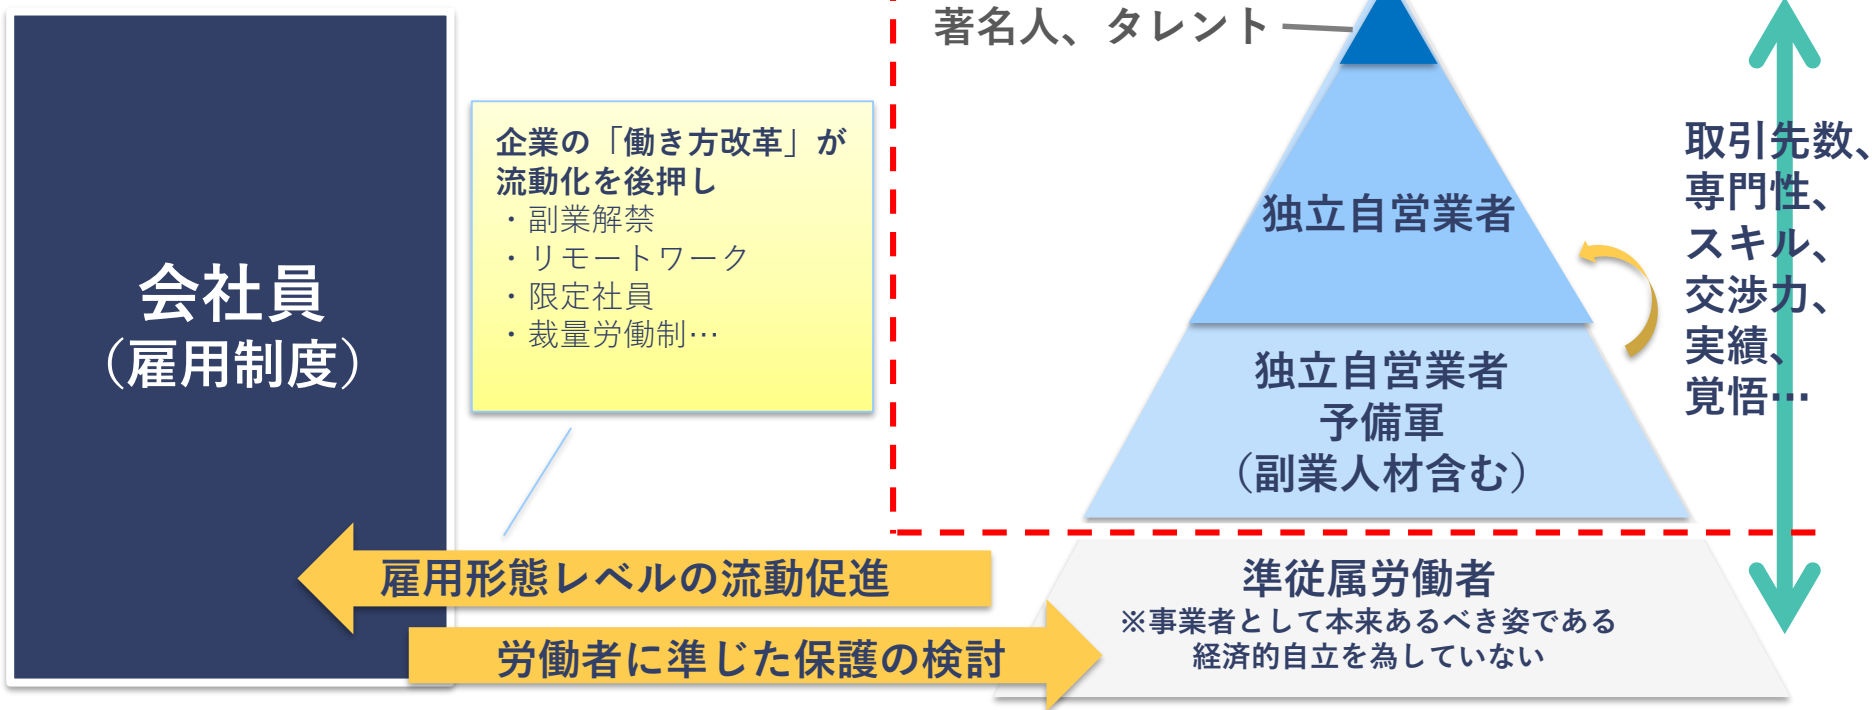 会社員
（雇用制度）
企業の「働き方改革」が
流動化を後押し
・副業解禁
・リモートワーク
・限定社員
・裁量労働制…
著名人、タレント
独立自営業者
独立自営業者
予備軍
（副業人材含む）
取引先数、
専門性、
スキル、
交渉力、
実績、
覚悟…
雇用形態レベルの流動促進
労働者に準じた保護の検討
準従属労働者
※事業者として本来あるべき姿である
経済的自立を為していない